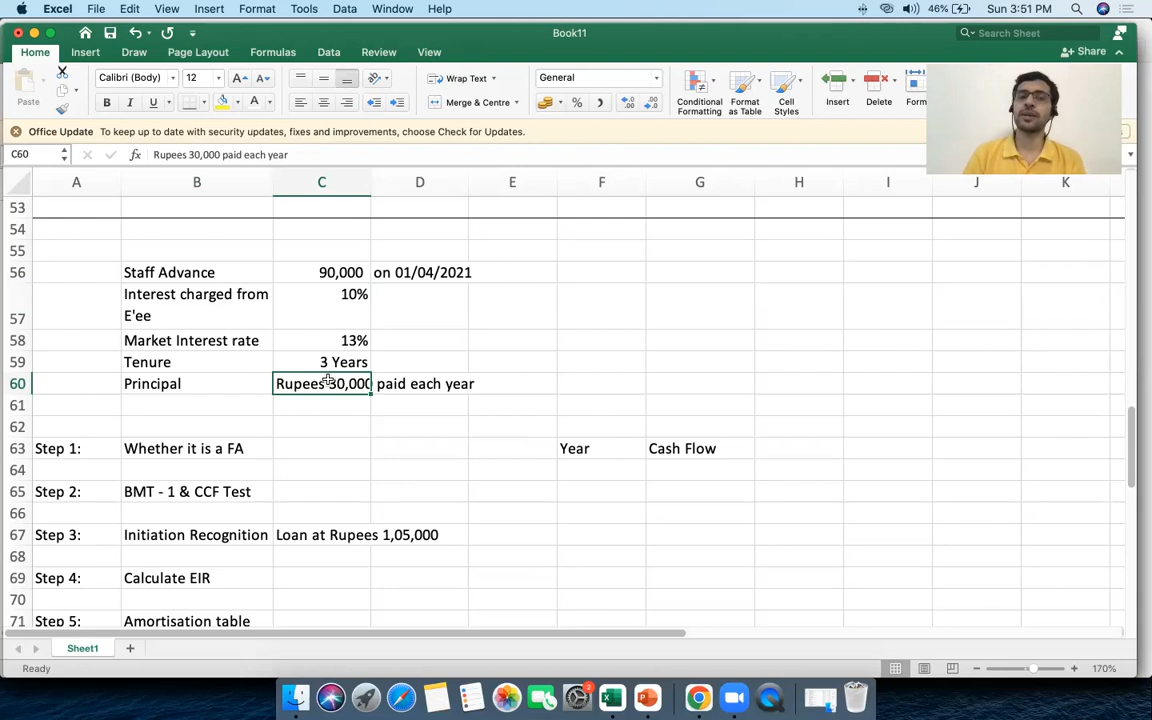 Excel File Edit View Insert Format Tools Data Window Help 46% Sun 3:51 PM
Book11
Search Sheet
Home Insert Draw Page Layout Formulas Data Review View
Share
Paste
Calibri (Body) 12
Wrap Text
General
B I U
Merge & Centre
Conditional Formatting
Format as Table
Cell Styles
Insert
Delete
Form
Office Update To keep up to date with security updates, fixes and improvements, choose Check for Updates.
C60 fx Rupees 30,000 paid each year
A B C D E F G H I J K
53
54
55
56 Staff Advance 90,000 on 01/04/2021
Interest charged from 10%
57 E'ee
58 Market Interest rate 13%
59 Tenure 3 Years
60 Principal Rupees 30,000 paid each year
61
62
63 Step 1: Whether it is a FA Year Cash Flow
64
65 Step 2: BMT - 1 & CCF Test
66
67 Step 3: Initiation Recognition Loan at Rupees 1,05,000
68
69 Step 4: Calculate EIR
70
71 Step 5: Amortisation table
Sheet1
Ready
170%
2